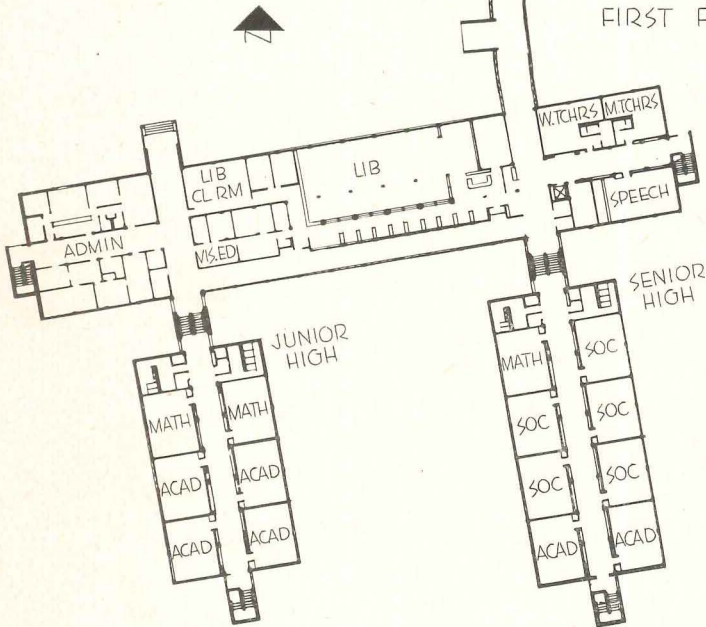 FIRST F
N
W.TCHRS
M.TCHRS
LIB
CL RM
LIB
SPEECH
ADMIN
VIS.ED
SENIOR
HIGH
JUNIOR
HIGH
MATH
SOC
MATH
MATH
SOC
SOC
ACAD
ACAD
SOC
SOC
ACAD
ACAD
ACAD
ACAD